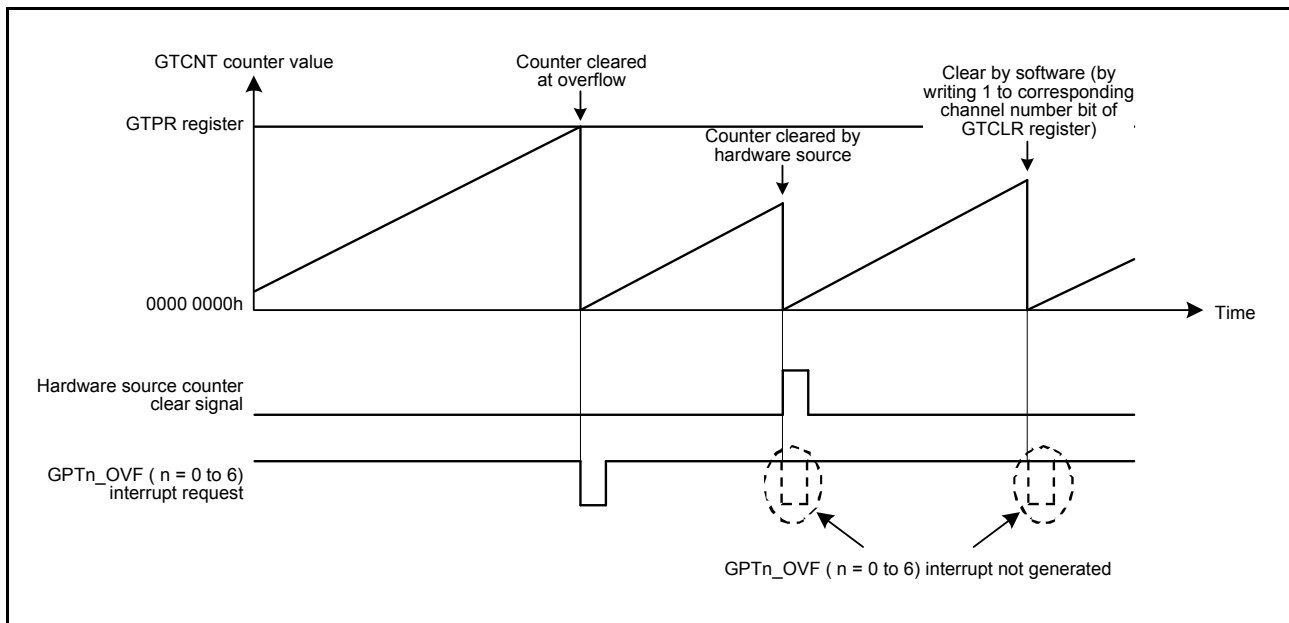 GTCNT counter value
Counter cleared
at overflow
Clear by software (by
writing 1 to corresponding
channel number bit of
GTCLR register)
GTPR register
Counter cleared by
hardware source
0000 0000h
Time
Hardware source counter
clear signal
GPTn_OVF ( n = 0 to 6)
interrupt request
GPTn_OVF ( n = 0 to 6) interrupt not generated